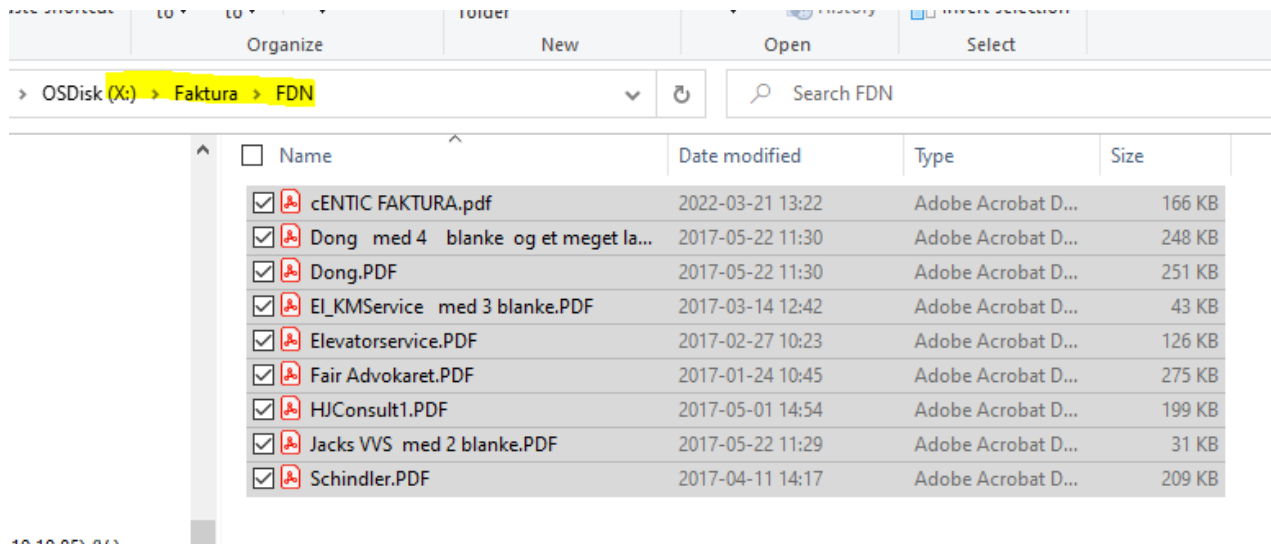 to to folder History Invert selection
Organize New Open Select
> OSDisk (X:) > Faktura > FDN Search FDN
Name Date modified Type Size
cENTIC FAKTURA.pdf 2022-03-21 13:22 Adobe Acrobat D... 166 KB
Dong med 4 blanke og et meget la... 2017-05-22 11:30 Adobe Acrobat D... 248 KB
Dong.PDF 2017-05-22 11:30 Adobe Acrobat D... 251 KB
El_KMService med 3 blanke.PDF 2017-03-14 12:42 Adobe Acrobat D... 43 KB
Elevatorservice.PDF 2017-02-27 10:23 Adobe Acrobat D... 126 KB
Fair Advokaret.PDF 2017-01-24 10:45 Adobe Acrobat D... 275 KB
HJConsult1.PDF 2017-05-01 14:54 Adobe Acrobat D... 199 KB
Jacks VVS med 2 blanke.PDF 2017-05-22 11:29 Adobe Acrobat D... 31 KB
Schindler.PDF 2017-04-11 14:17 Adobe Acrobat D... 209 KB